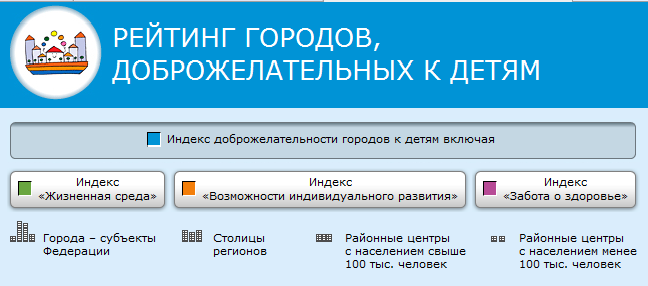 РЕЙТИНГ ГОРОДОВ,
ДОБРОЖЕЛАТЕЛЬНЫХ К ДЕТЯМ
Индекс доброжелательности городов к детям включая
Индекс
«Жизненная среда»
Индекс
«Возможности индивидуального развития»
Индекс
«Забота о здоровье»
Города – субъекты
Федерации
Столицы
регионов
Районные центры
с населением свыше
100 тыс. человек
Районные центры
с населением менее
100 тыс. человек